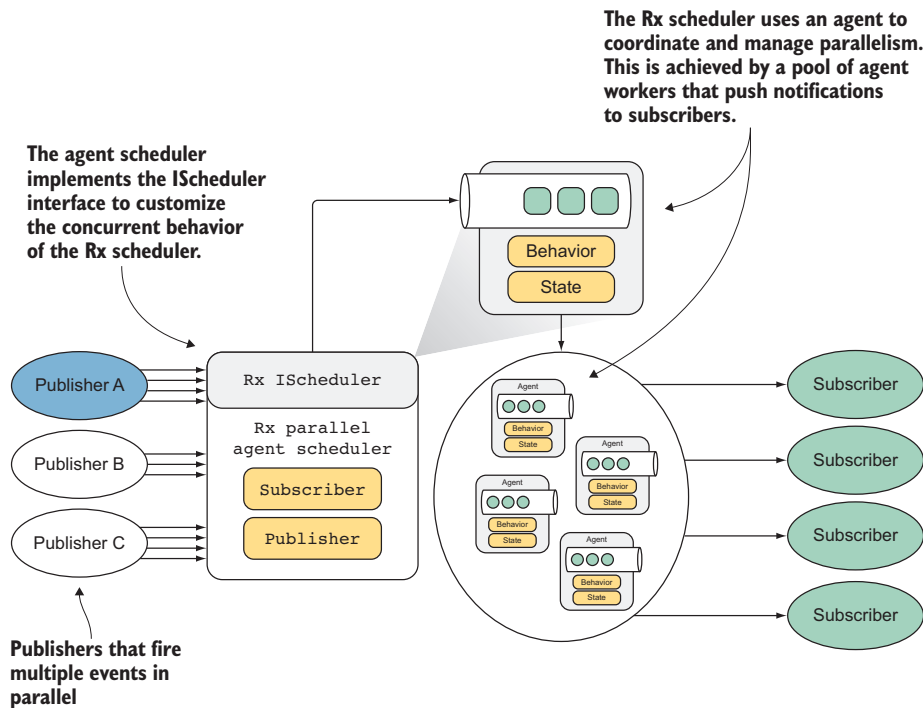 The Rx scheduler uses an agent to
coordinate and manage parallelism.
This is achieved by a pool of agent
workers that push notifications
to subscribers.
The agent scheduler
implements the IScheduler
interface to customize
the concurrent behavior
of the Rx scheduler.
Behavior
State
Publisher A
Rx IScheduler
Rx parallel
agent scheduler
Subscriber
Publisher
Publisher B
Publisher C
Agent
Behavior
State
Agent
Behavior
State
Agent
Behavior
State
Agent
Behavior
State
Subscriber
Subscriber
Subscriber
Subscriber
Publishers that fire
multiple events in
parallel